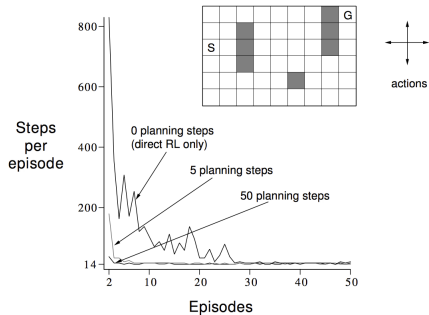 800
600
400
200
14
Steps
per
episode
2
10
20
30
40
50
Episodes
0 planning steps
(direct RL only)
5 planning steps
50 planning steps
S
G
actions